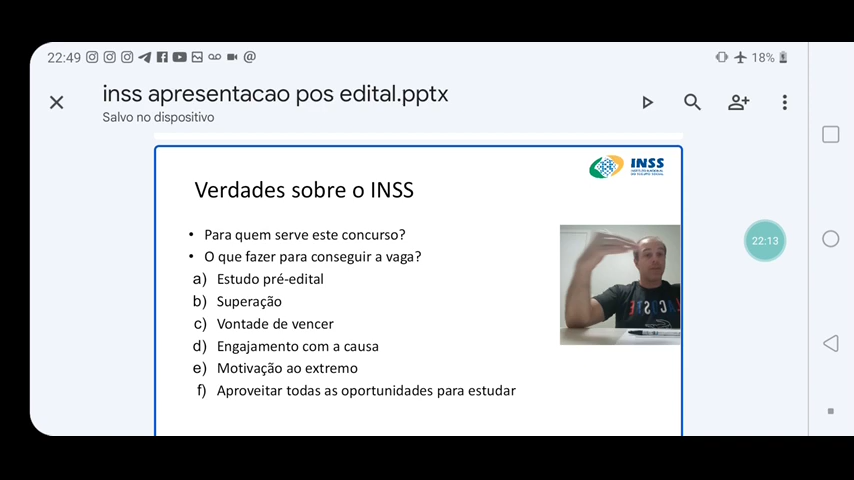 22:49
18%
inss apresentacao pos edital.pptx
Salvo no dispositivo
INSS
Verdades sobre o INSS
• Para quem serve este concurso?
• O que fazer para conseguir a vaga?
a) Estudo pré-edital
b) Superação
c) Vontade de vencer
d) Engajamento com a causa
e) Motivação ao extremo
f) Aproveitar todas as oportunidades para estudar
22:13